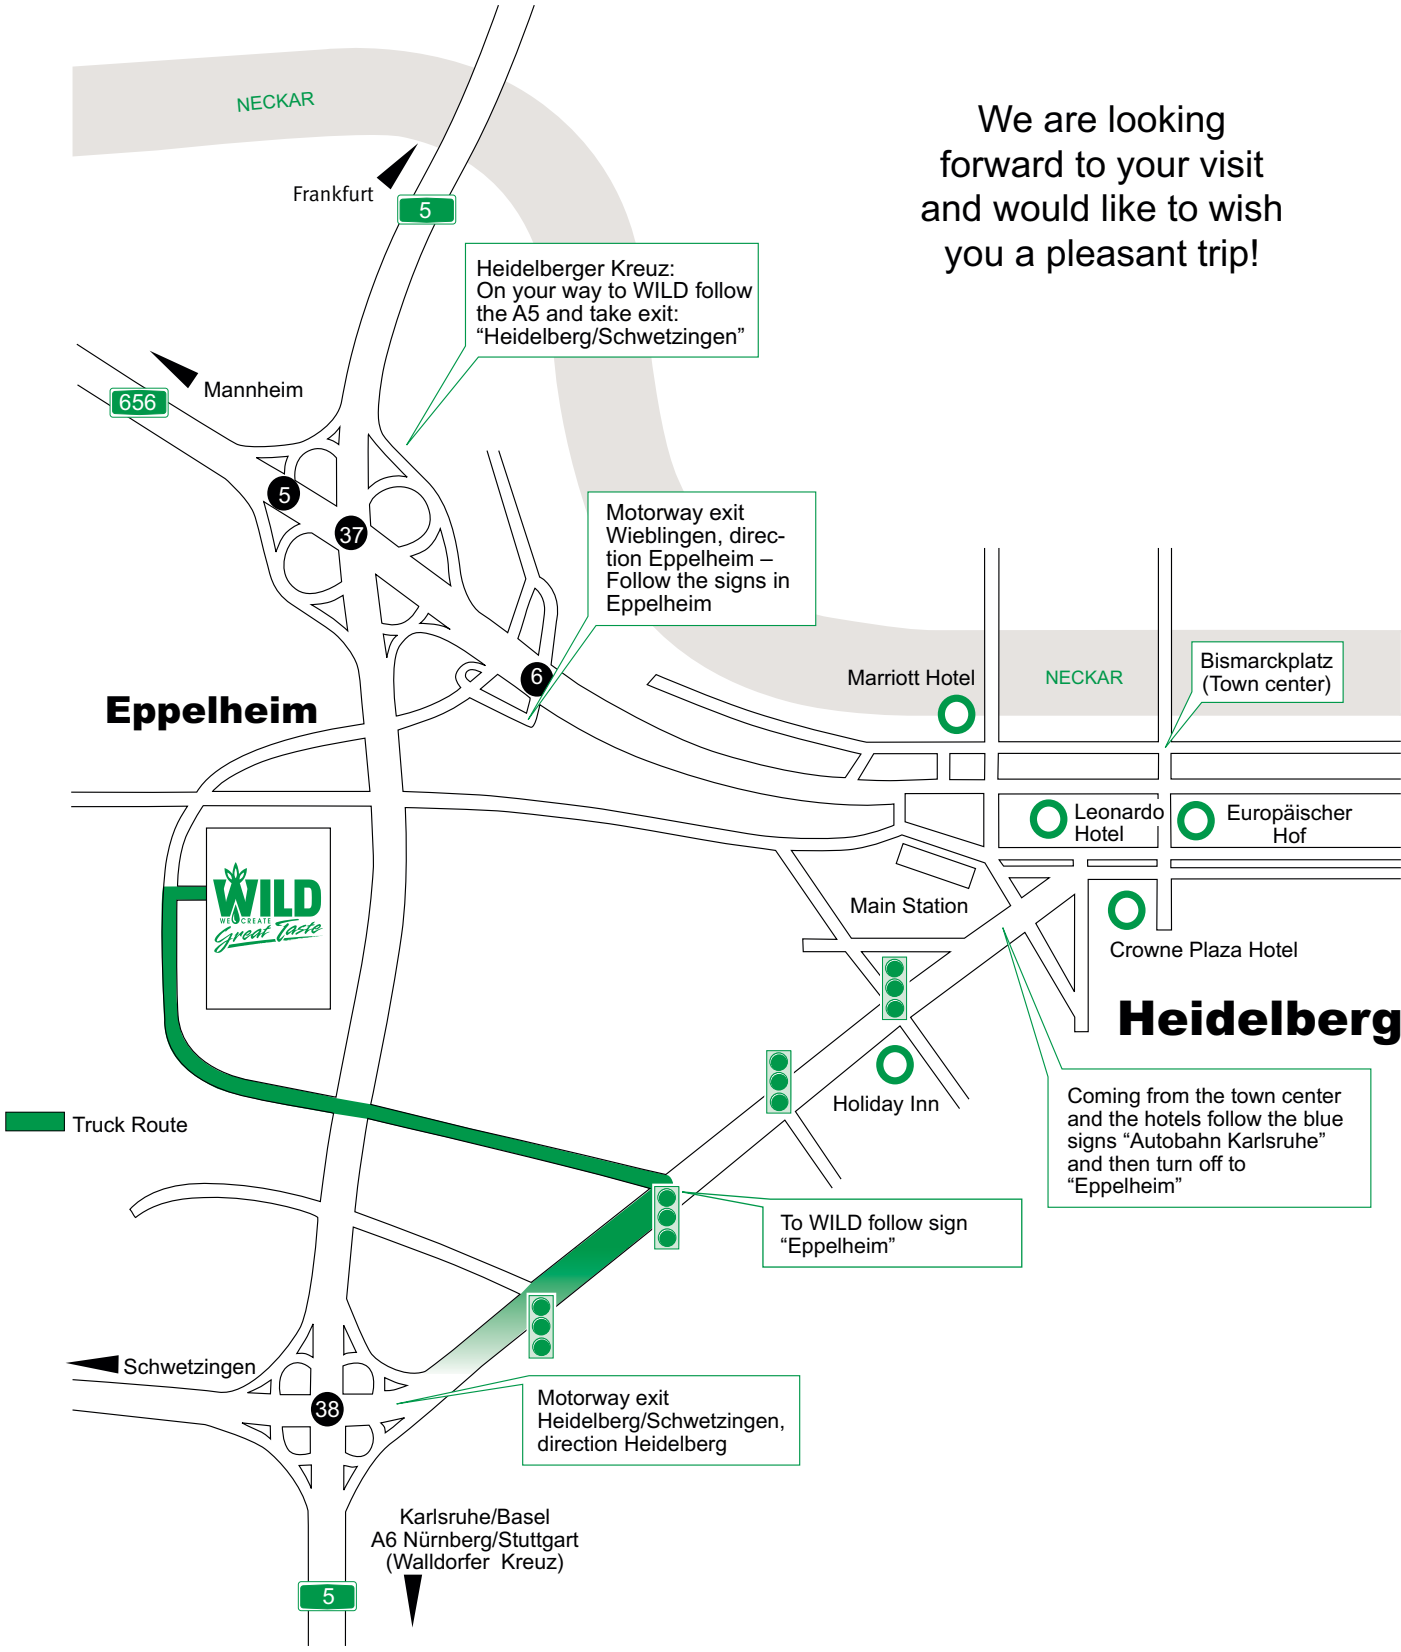 NECKAR
We are looking
forward to your visit
and would like to wish
you a pleasant trip!
Frankfurt
5
Heidelberger Kreuz:
On your way to WILD follow
the A5 and take exit:
“Heidelberg/Schwetzingen”
Mannheim
656
5
37
Motorway exit
Wieblingen, direc-
tion Eppelheim –
Follow the signs in
Eppelheim
6
Marriott Hotel
NECKAR
Bismarckplatz
(Town center)
Eppelheim
Leonardo
Hotel
Europäischer
Hof
WILD
WE CREATE
Great Taste
Main Station
Crowne Plaza Hotel
Heidelberg
Holiday Inn
Coming from the town center
and the hotels follow the blue
signs “Autobahn Karlsruhe”
and then turn off to
“Eppelheim”
Truck Route
To WILD follow sign
“Eppelheim”
Schwetzingen
38
Motorway exit
Heidelberg/Schwetzingen,
direction Heidelberg
Karlsruhe/Basel
A6 Nürnberg/Stuttgart
(Walldorfer Kreuz)
5